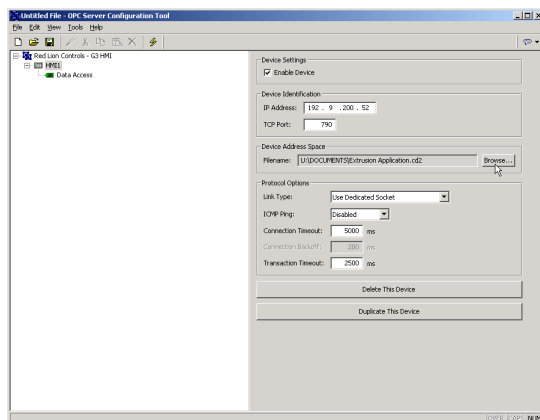 Untitled File - OPC Server Configuration Tool
File Edit View Tools Help
Red Lion Controls - G3 HMI
HMI1
Data Access
Device Settings
Enable Device
Device Identification
IP Address: 192 . 9 . 200 . 52
TCP Port: 790
Device Address Space
Filename: U:\DOCUMENTS\Extrusion Application.cd2 Browse...
Protocol Options
Link Type: Use Dedicated Socket
ICMP Ping: Disabled
Connection Timeout: 5000 ms
Connection Backoff: 200 ms
Transaction Timeout: 2500 ms
Delete This Device
Duplicate This Device
OVER CAPS NUM